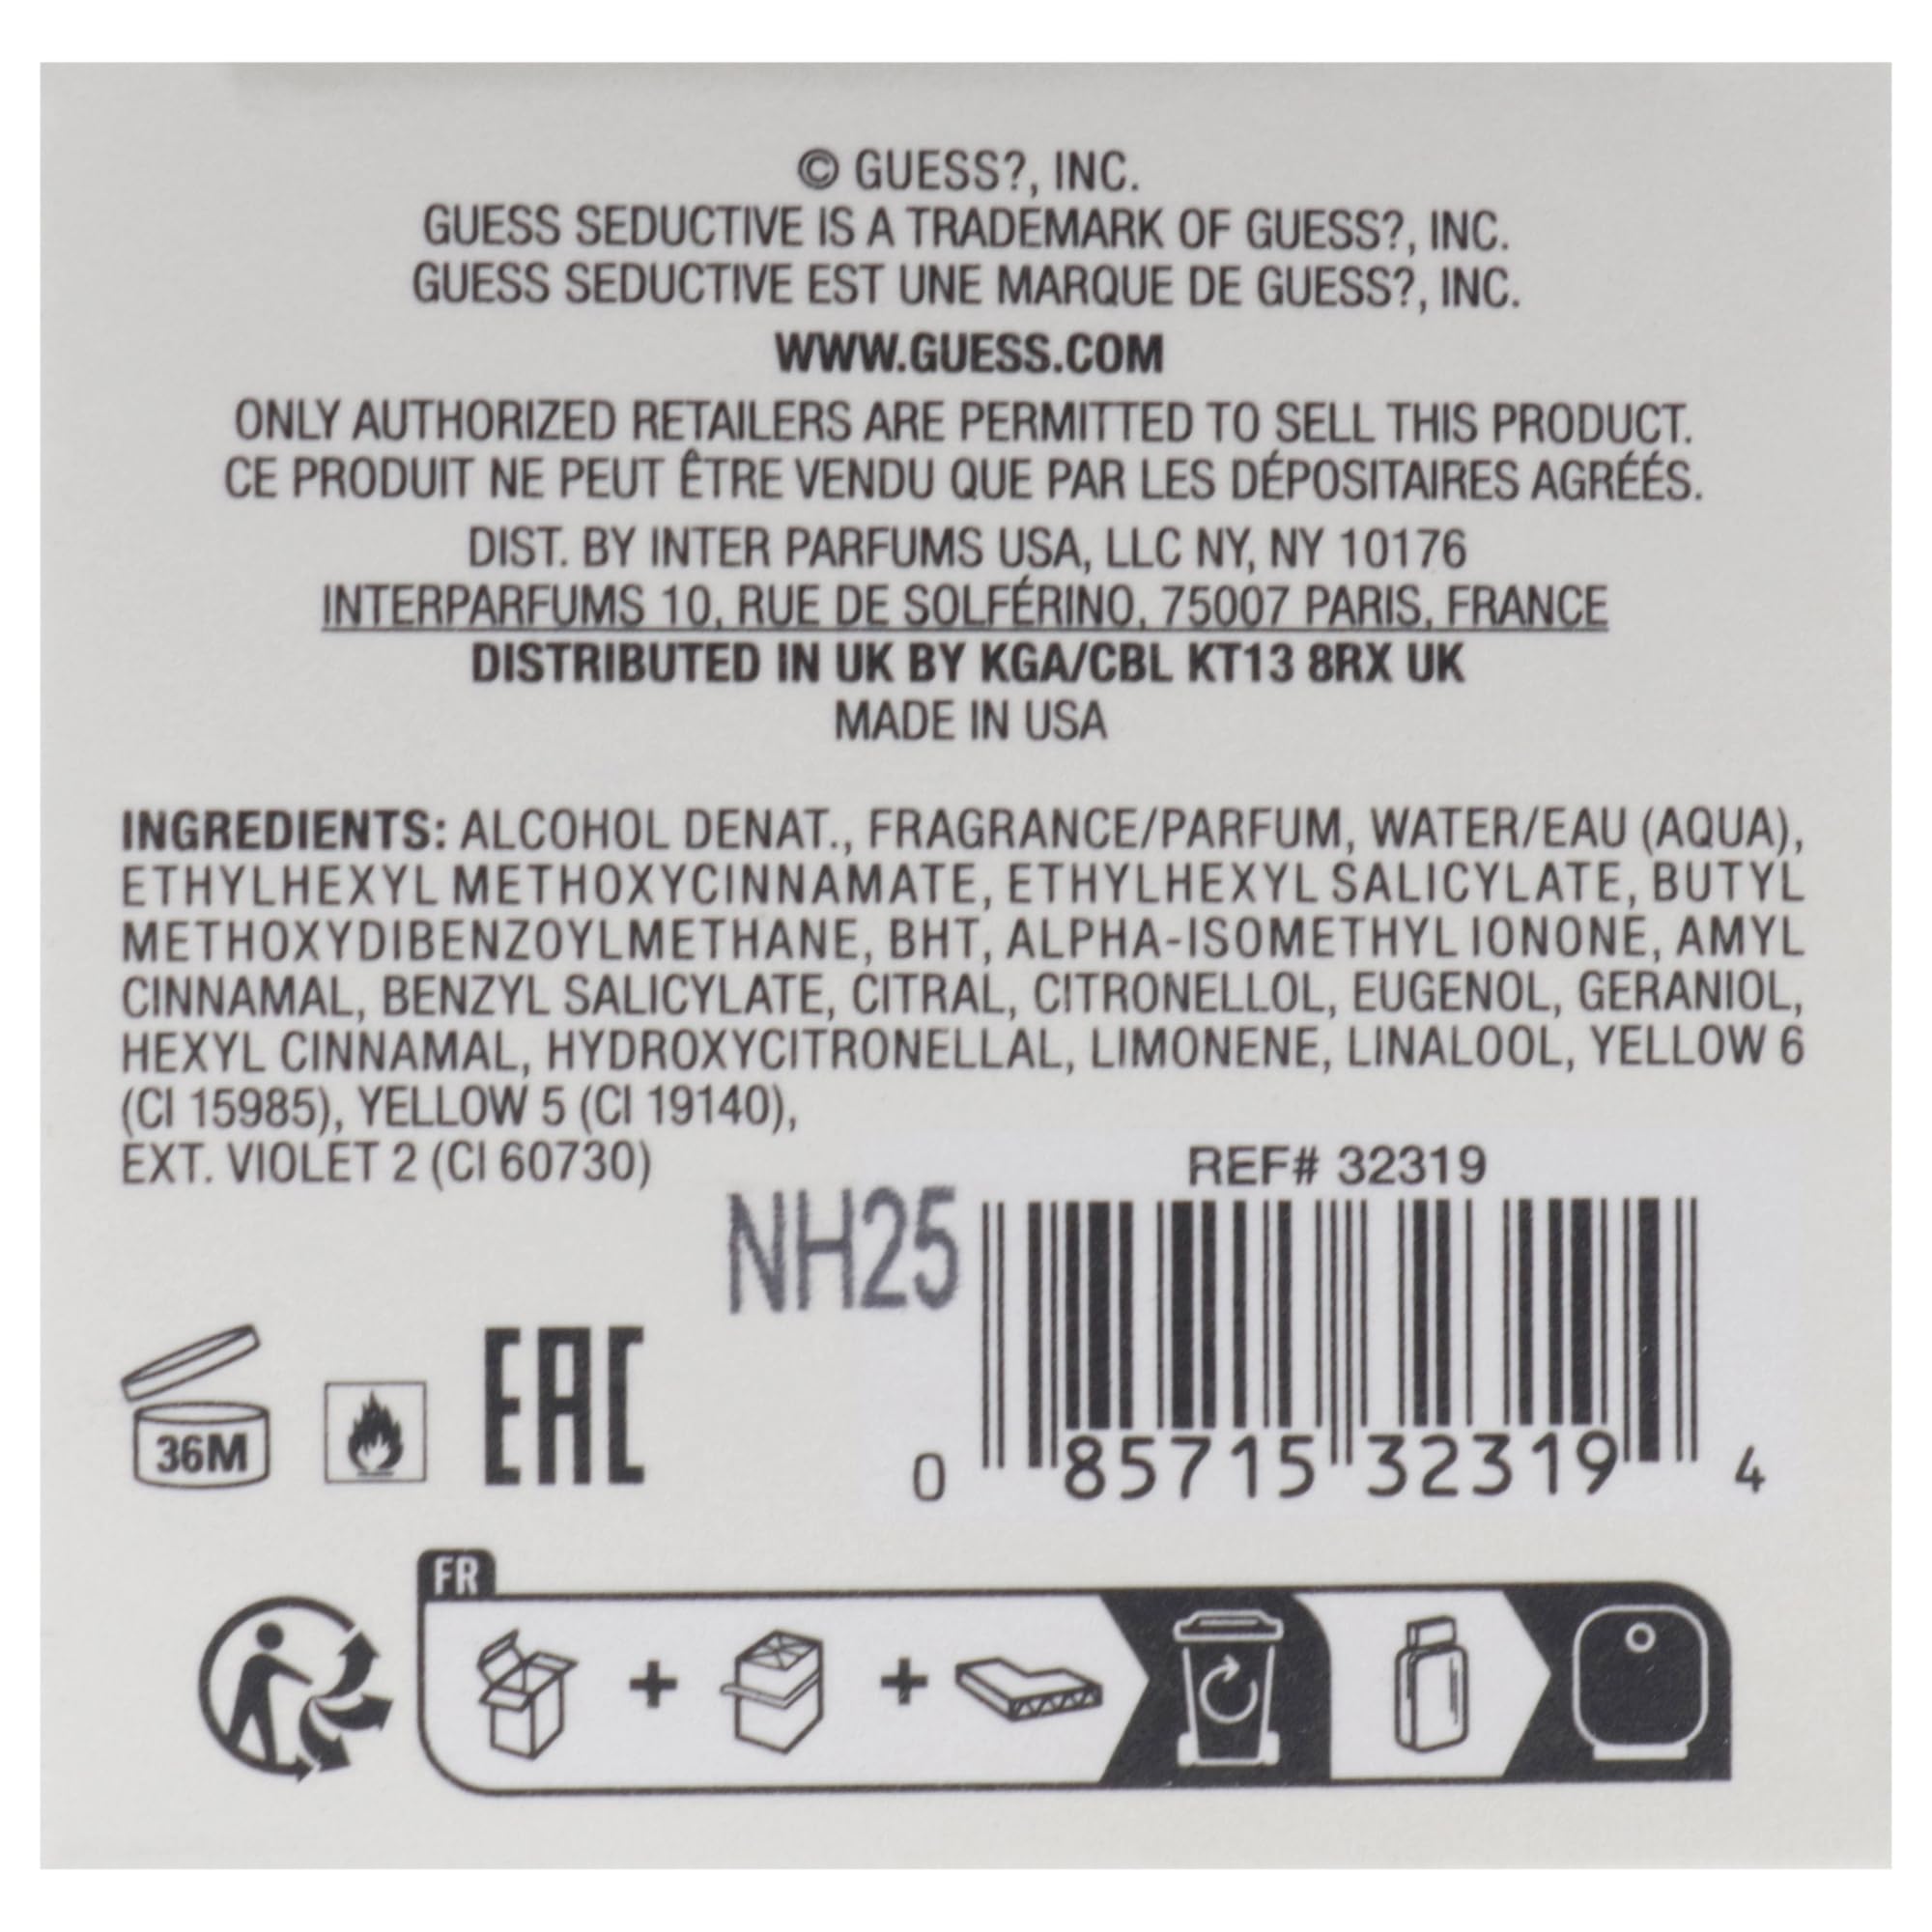 © GUESS?, INC.
GUESS SEDUCTIVE IS A TRADEMARK OF GUESS?, INC.
GUESS SEDUCTIVE EST UNE MARQUE DE GUESS?, INC.
WWW.GUESS.COM
ONLY AUTHORIZED RETAILERS ARE PERMITTED TO SELL THIS PRODUCT.
CE PRODUIT NE PEUT ÊTRE VENDU QUE PAR LES DÉPOSITAIRES AGRÉÉS.
DIST. BY INTER PARFUMS USA, LLC NY, NY 10176
INTERPARFUMS 10, RUE DE SOLFÉRINO, 75007 PARIS, FRANCE
DISTRIBUTED IN UK BY KGA/CBL KT13 8RX UK
MADE IN USA
INGREDIENTS: ALCOHOL DENAT., FRAGRANCE/PARFUM, WATER/EAU (AQUA),
ETHYLHEXYL METHOXYCINNAMATE, ETHYLHEXYL SALICYLATE, BUTYL
METHOXYDIBENZOYLMETHANE, BHT, ALPHA-ISOMETHYL IONONE, AMYL
CINNAMAL, BENZYL SALICYLATE, CITRAL, CITRONELLOL, EUGENOL, GERANIOL,
HEXYL CINNAMAL, HYDROXYCITRONELLAL, LIMONENE, LINALOOL, YELLOW 6
(CI 15985), YELLOW 5 (CI 19140),
EXT. VIOLET 2 (CI 60730)
REF# 32319
NH25
36M
EAC
0 85715 32319 4
FR